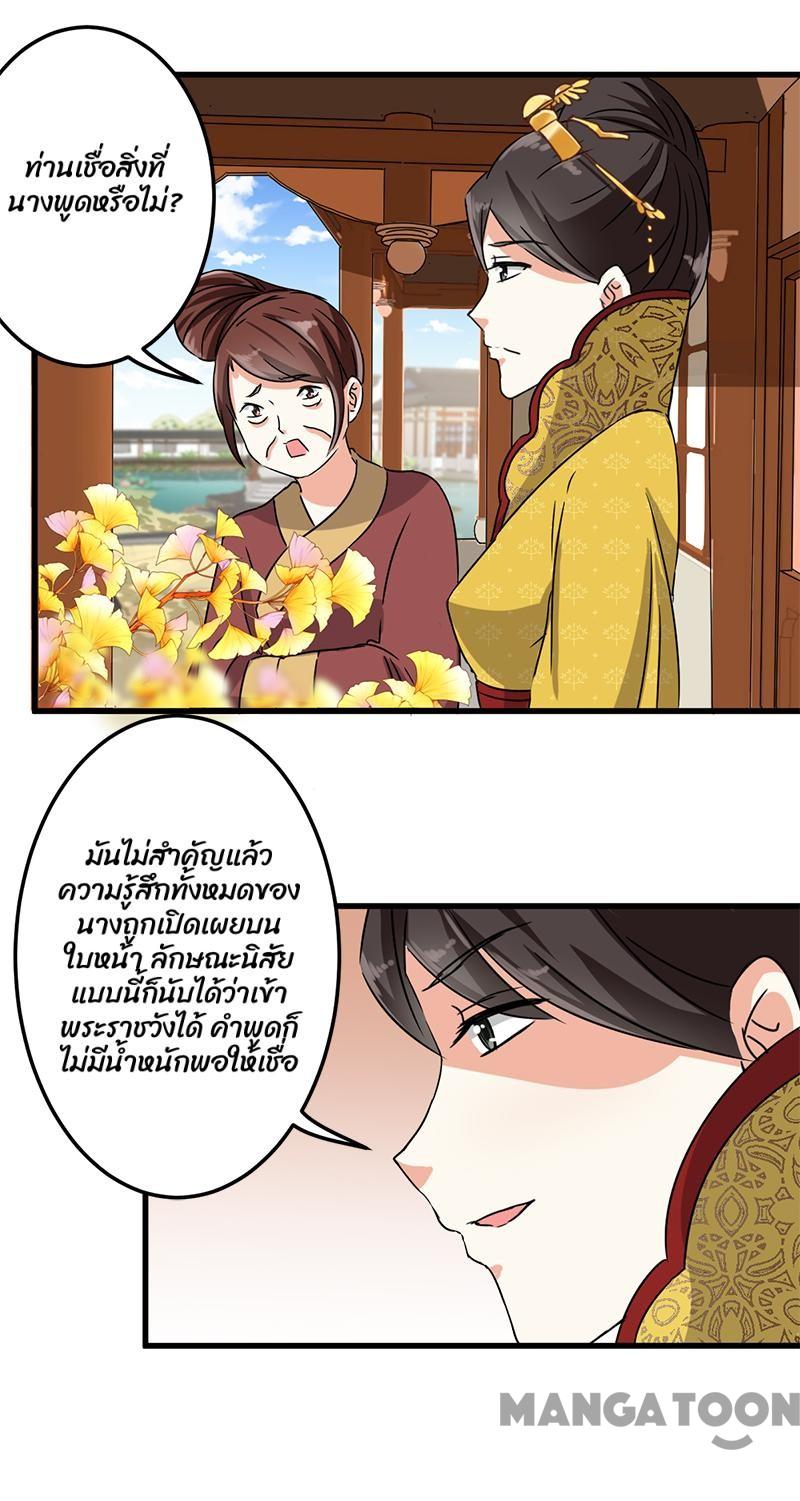 ท่านเชื่อสิ่งที่
นางพูดหรือไม่?
มันไม่สำคัญแล้ว
ความรู้สึกทั้งหมดของ
นางถูกเปิดเผยบน
ใบหน้า ลักษณะนิสัย
แบบนี้ก็นับได้ว่าเข้า
พระราชวังได้ คำพูดก็
ไม่มีน้ำหนักพอให้เชื่อ
MANGATOON